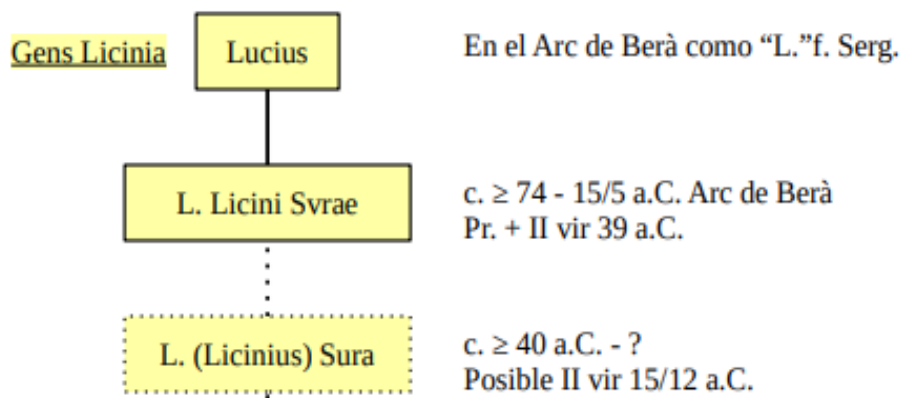 Gens Licinia
Lucius
En el Arc de Berà como “L.”f. Serg.
L. Licini Svrae
c. ≥ 74 - 15/5 a.C. Arc de Berà
Pr. + II vir 39 a.C.
L. (Licinius) Sura
c. ≥ 40 a.C. - ?
Posible II vir 15/12 a.C.